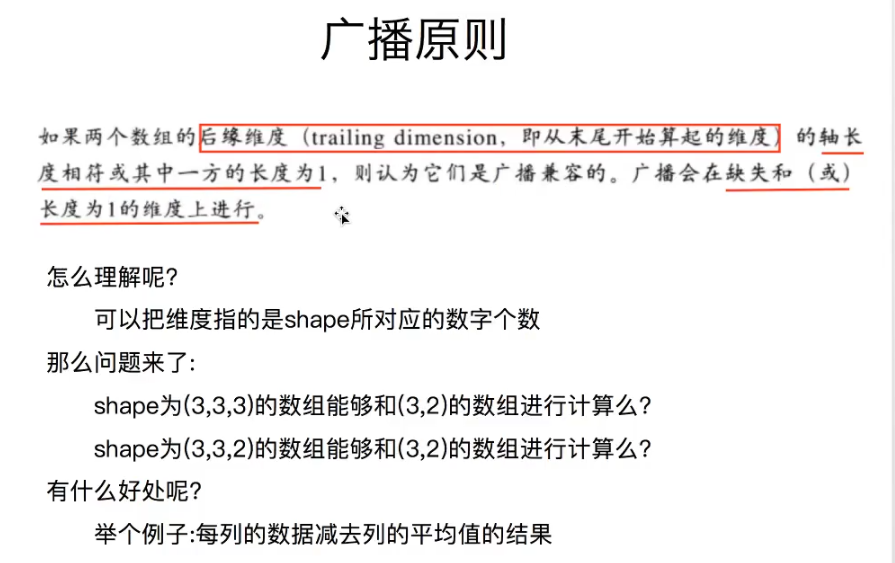 广播原则
如果两个数组的后缘维度（trailing dimension，即从末尾开始算起的维度）的轴长
度相符或其中一方的长度为1，则认为它们是广播兼容的。广播会在缺失和（或）
长度为1的维度上进行。
怎么理解呢?
可以把维度指的是shape所对应的数字个数
那么问题来了:
shape为(3,3,3)的数组能够和(3,2)的数组进行计算么?
shape为(3,3,2)的数组能够和(3,2)的数组进行计算么?
有什么好处呢?
举个例子:每列的数据减去列的平均值的结果